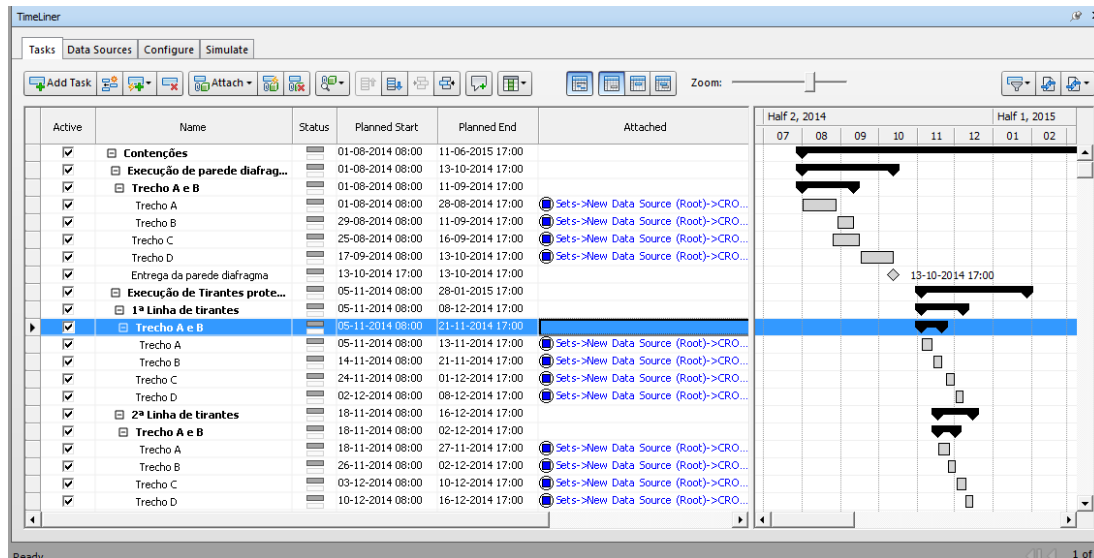 TimeLiner
Tasks Data Sources Configure Simulate
Add Task Attach Zoom:
Active Name Status Planned Start Planned End Attached
Half 2, 2014 Half 1, 2015
07 08 09 10 11 12 01 02
Contenções 01-08-2014 08:00 11-06-2015 17:00
Execução de parede diafrag... 01-08-2014 08:00 13-10-2014 17:00
Trecho A e B 01-08-2014 08:00 11-09-2014 17:00
Trecho A 01-08-2014 08:00 28-08-2014 17:00 Sets->New Data Source (Root)->CRO...
Trecho B 29-08-2014 08:00 11-09-2014 17:00 Sets->New Data Source (Root)->CRO...
Trecho C 25-08-2014 08:00 16-09-2014 17:00 Sets->New Data Source (Root)->CRO...
Trecho D 17-09-2014 08:00 13-10-2014 17:00 Sets->New Data Source (Root)->CRO...
Entrega da parede diafragma 13-10-2014 17:00 13-10-2014 17:00 13-10-2014 17:00
Execução de Tirantes prote... 05-11-2014 08:00 28-01-2015 17:00
1ª Linha de tirantes 05-11-2014 08:00 08-12-2014 17:00
Trecho A e B 05-11-2014 08:00 21-11-2014 17:00
Trecho A 05-11-2014 08:00 13-11-2014 17:00 Sets->New Data Source (Root)->CRO...
Trecho B 14-11-2014 08:00 21-11-2014 17:00 Sets->New Data Source (Root)->CRO...
Trecho C 24-11-2014 08:00 01-12-2014 17:00 Sets->New Data Source (Root)->CRO...
Trecho D 02-12-2014 08:00 08-12-2014 17:00 Sets->New Data Source (Root)->CRO...
2ª Linha de tirantes 18-11-2014 08:00 16-12-2014 17:00
Trecho A e B 18-11-2014 08:00 02-12-2014 17:00
Trecho A 18-11-2014 08:00 27-11-2014 17:00 Sets->New Data Source (Root)->CRO...
Trecho B 26-11-2014 08:00 02-12-2014 17:00 Sets->New Data Source (Root)->CRO...
Trecho C 03-12-2014 08:00 10-12-2014 17:00 Sets->New Data Source (Root)->CRO...
Trecho D 10-12-2014 08:00 16-12-2014 17:00 Sets->New Data Source (Root)->CRO...
Ready 1 of